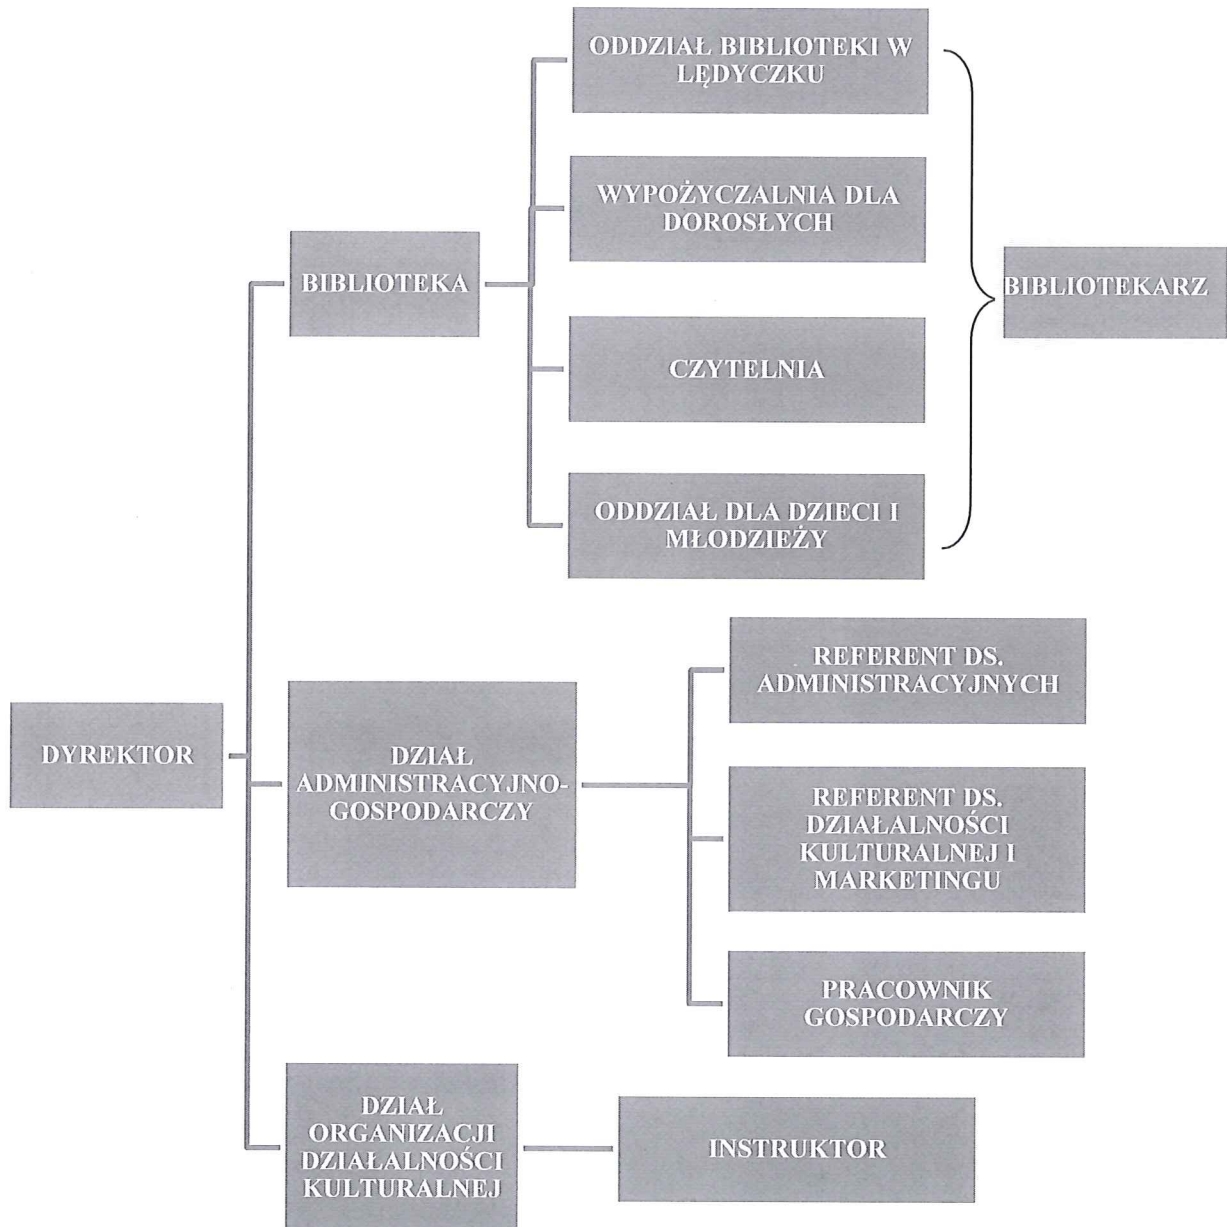 ODDZIAŁ BIBLIOTEKI W
LĘDYCZKU
WYPOŻYCZALNIA DLA
DOROSŁYCH
BIBLIOTEKA
BIBLIOTEKARZ
CZYTELNIA
ODDZIAŁ DLA DZIECI I
MŁODZIEŻY
REFERENT DS.
ADMINISTRACYJNYCH
DYREKTOR
DZIAŁ
ADMINISTRACYJNO-
GOSPODARCZY
REFERENT DS.
DZIAŁALNOŚCI
KULTURALNEJ I
MARKETINGU
PRACOWNIK
GOSPODARCZY
DZIAŁ
ORGANIZACJI
DZIAŁALNOŚCI
KULTURALNEJ
INSTRUKTOR